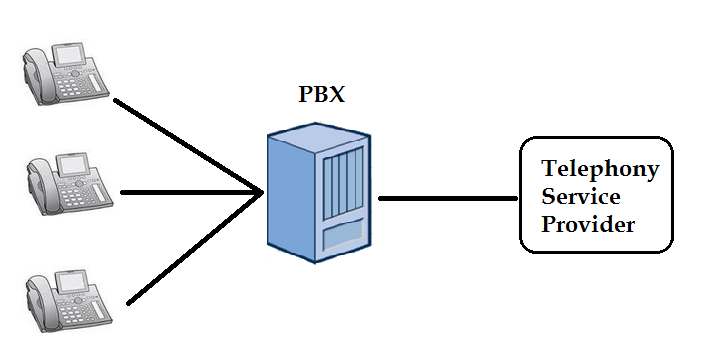 PBX
Telephony
Service
Provider